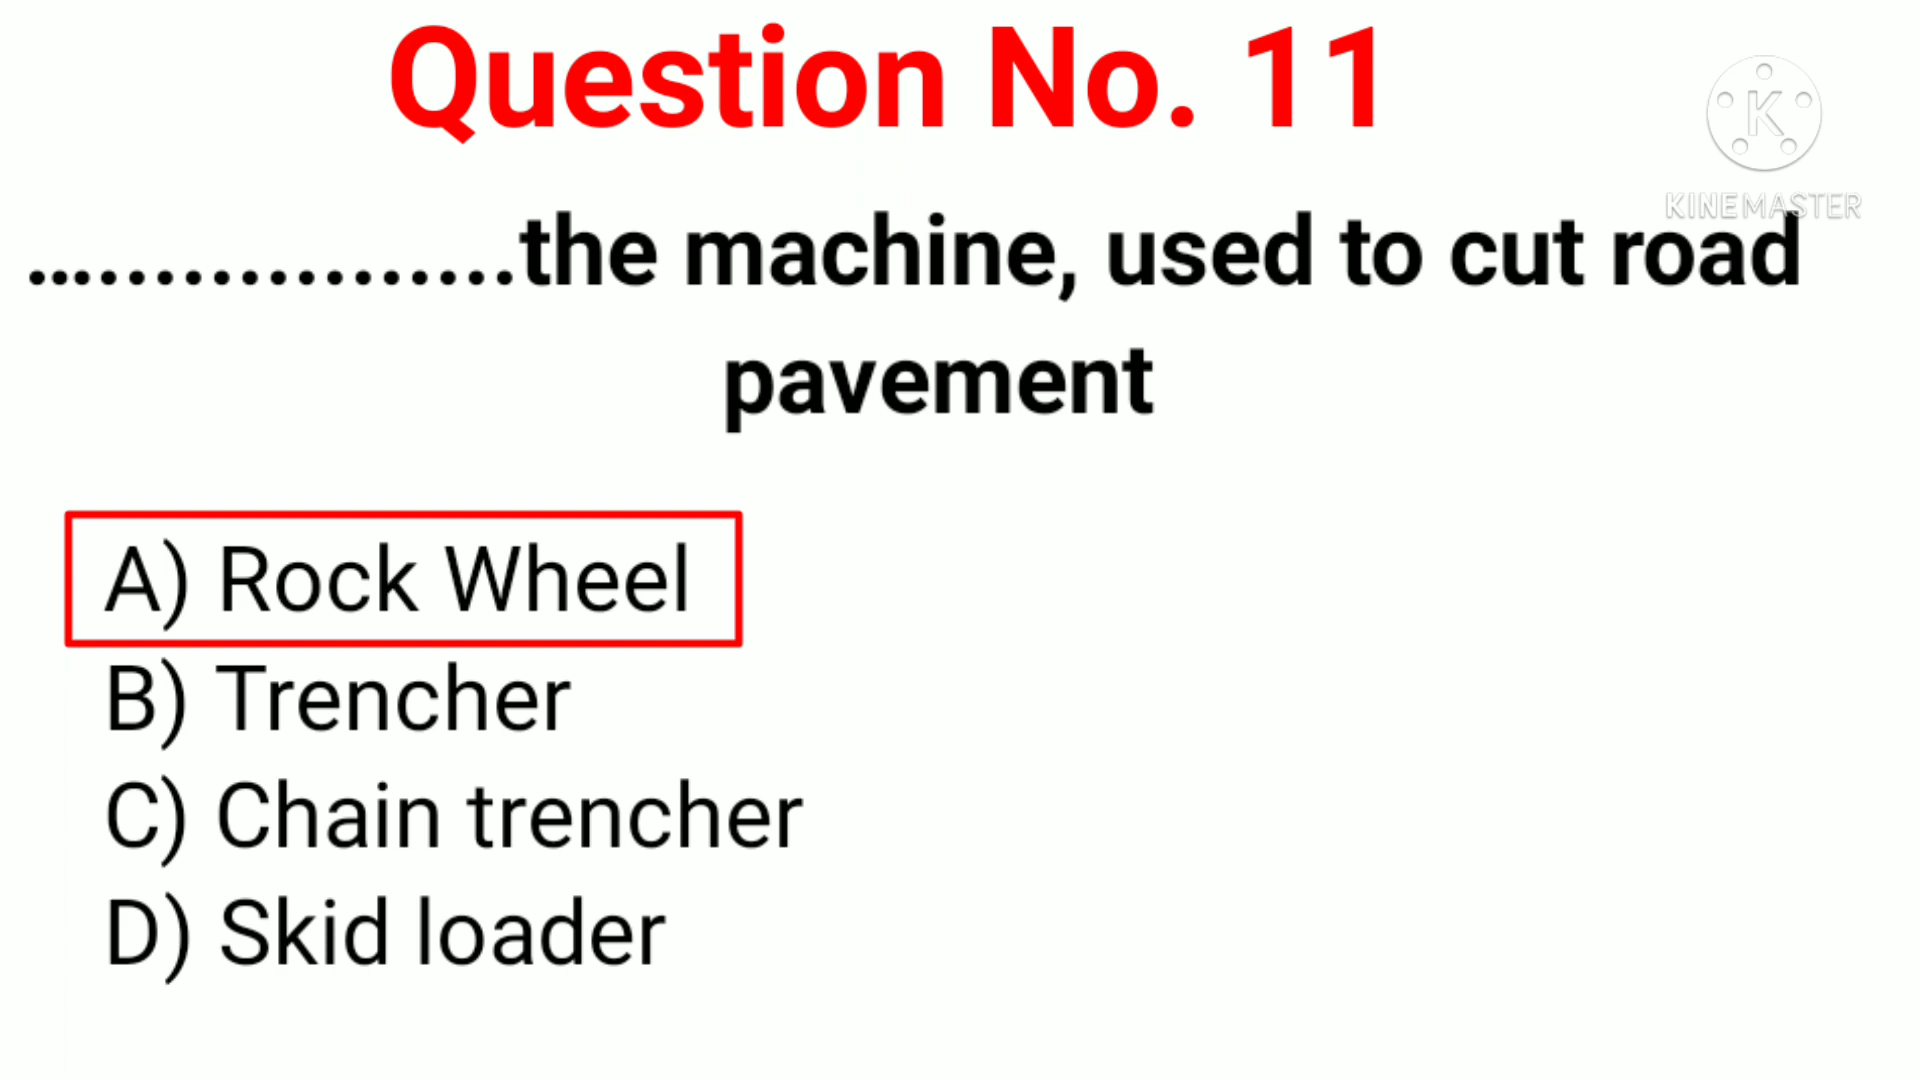 Question No. 11
K
KINEMASTER
.................the machine, used to cut road
pavement
A) Rock Wheel
B) Trencher
C) Chain trencher
D) Skid loader